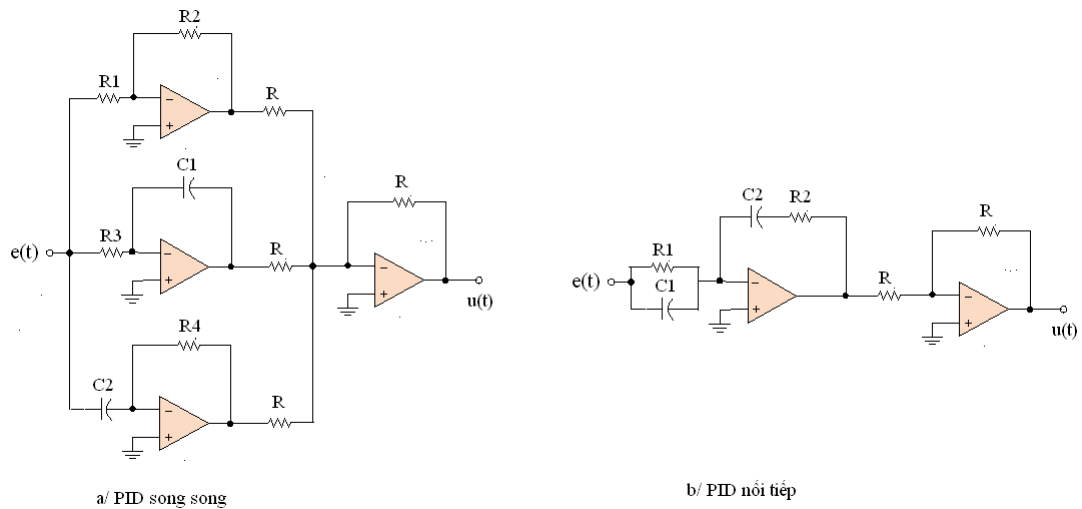 R2
R1
R
C1
R3
R
e(t)
R
u(t)
R4
C2
R
a/ PID song song
C2
R2
R1
C1
e(t)
R
R
u(t)
b/ PID nối tiếp